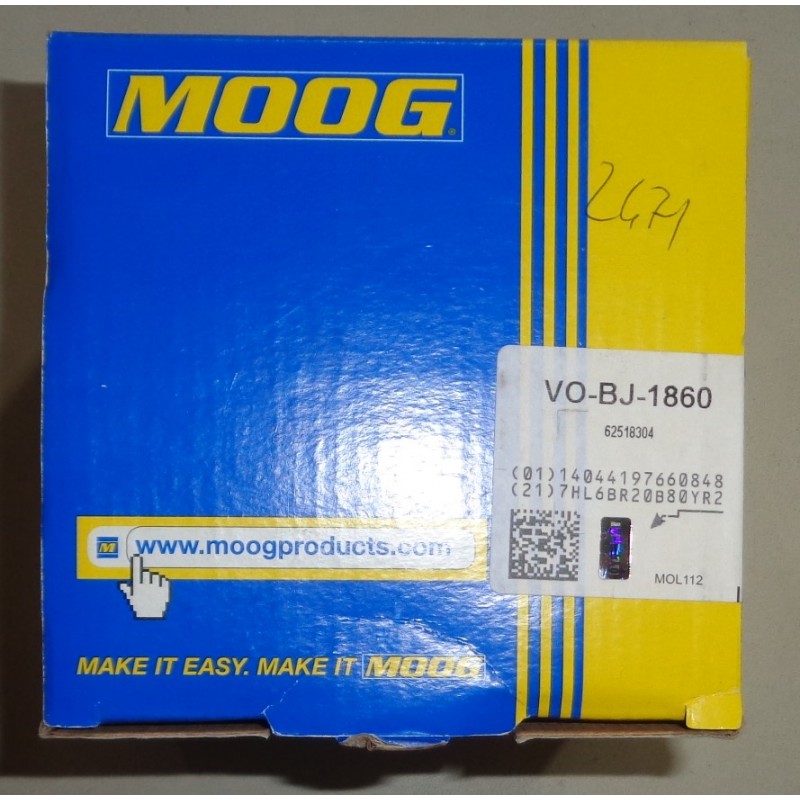 MOOG
2471
VO-BJ-1860
62518304
(01)14044197660848
(21)7HL6BR20B80YR2
M www.moogproducts.com
MOL112
MAKE IT EASY. MAKE IT MOOG